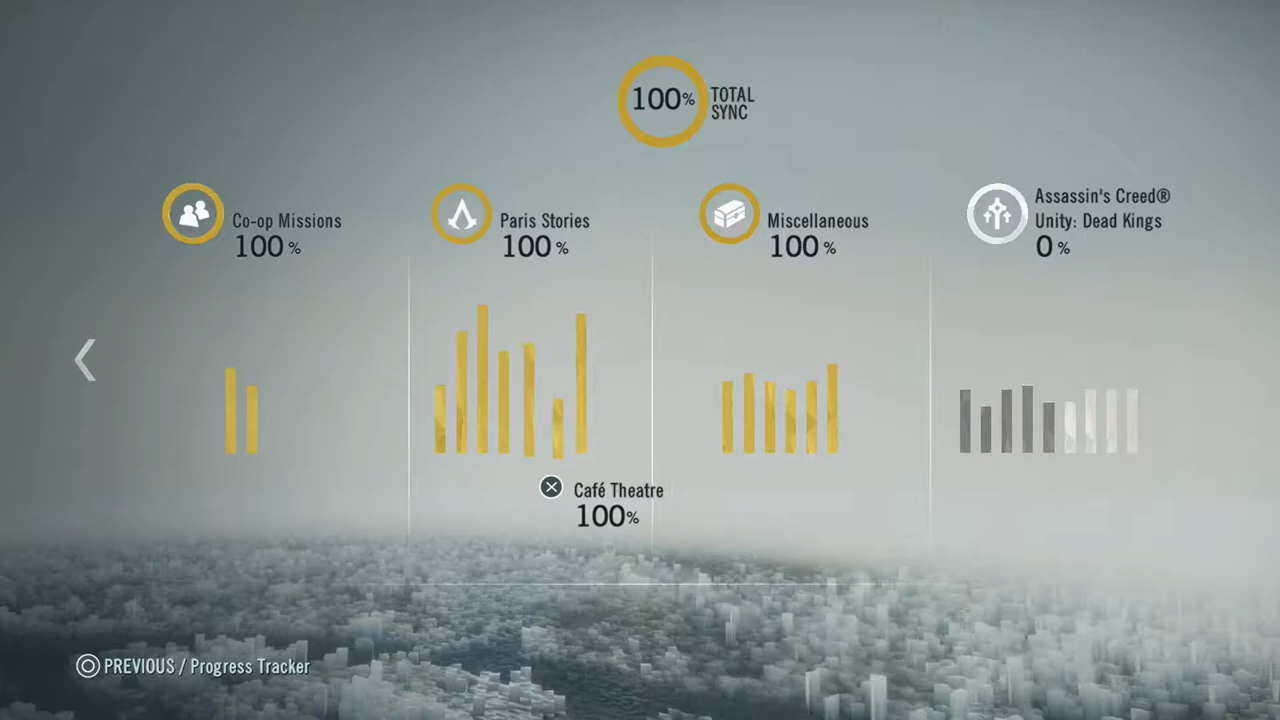 100% TOTAL
SYNC
Co-op Missions
100 %
Paris Stories
100 %
Miscellaneous
100 %
Assassin's Creed®
Unity: Dead Kings
0 %
Café Theatre
100%
PREVIOUS / Progress Tracker